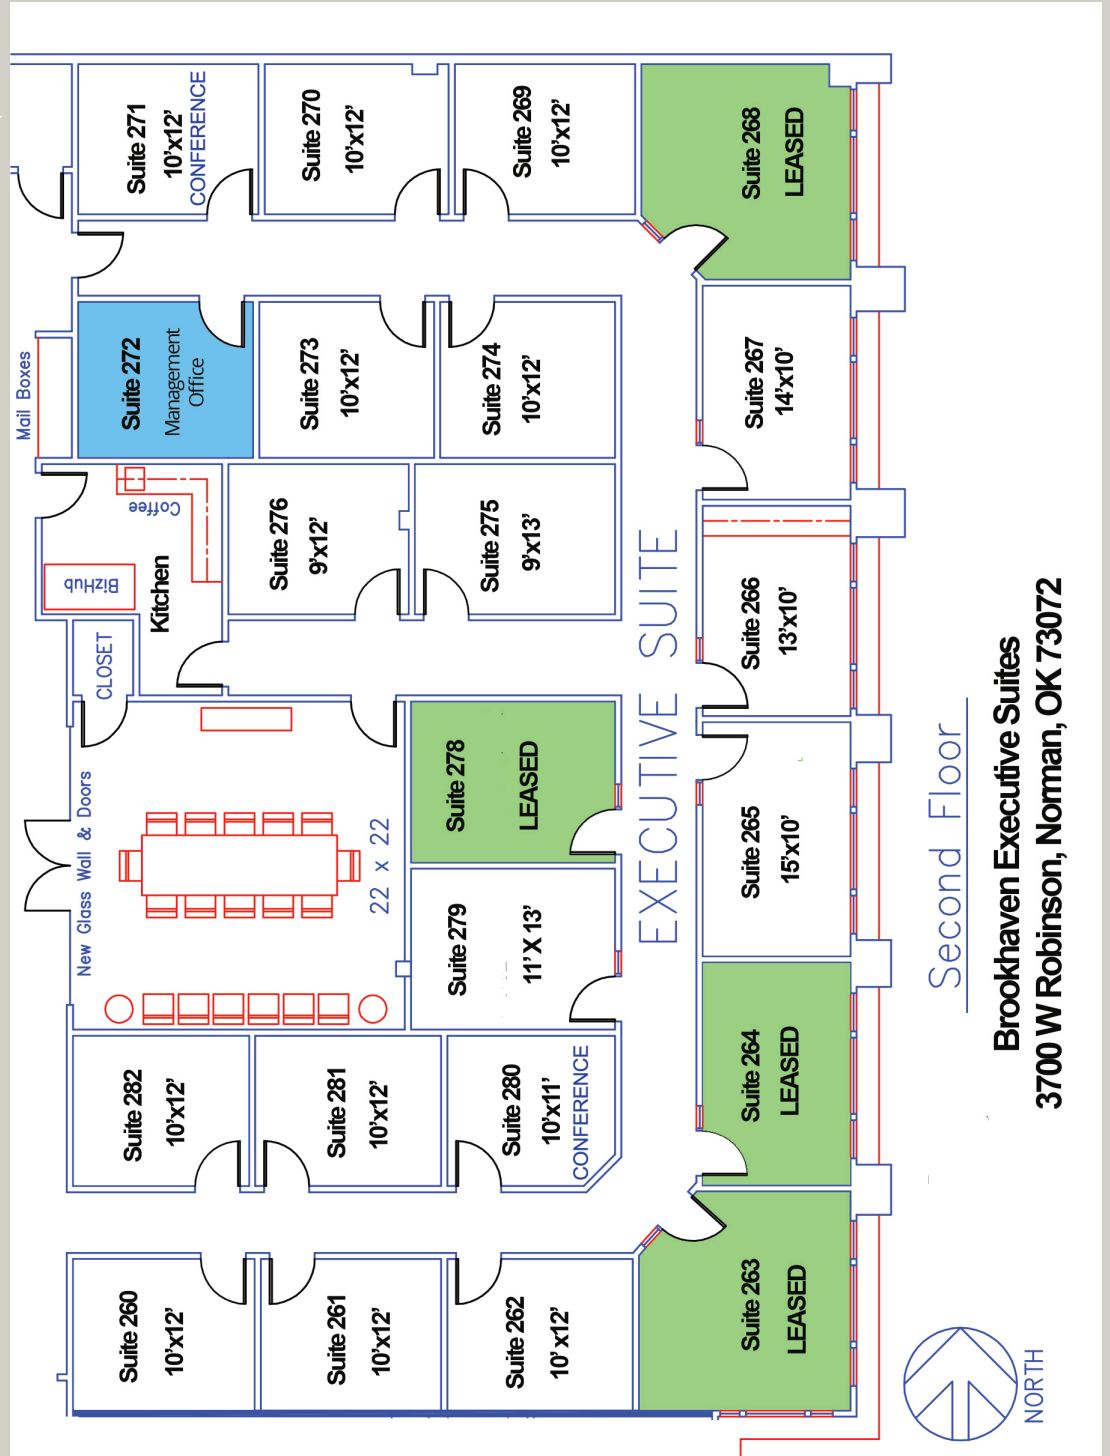 Suite 271
10'x12'
CONFERENCE
Suite 270
10'x12'
Suite 269
10'x12'
Suite 268
LEASED
Mail Boxes
Suite 272
Management
Office
Suite 273
10'x12'
Suite 274
10'x12'
Suite 267
14'x10'
Coffee
BizHub
Kitchen
CLOSET
Suite 276
9'x12'
Suite 275
9'x13'
Suite 266
13'x10'
New Glass Wall & Doors
22 x 22
Suite 278
LEASED
Suite 279
11' X 13'
EXECUTIVE SUITE
Suite 265
15'x10'
Suite 282
10'x12'
Suite 281
10'x12'
Suite 280
10'x11'
CONFERENCE
Suite 264
LEASED
Suite 260
10'x12'
Suite 261
10'x12'
Suite 262
10' x12'
Suite 263
LEASED
Second Floor
Brookhaven Executive Suites
3700 W Robinson, Norman, OK 73072
NORTH